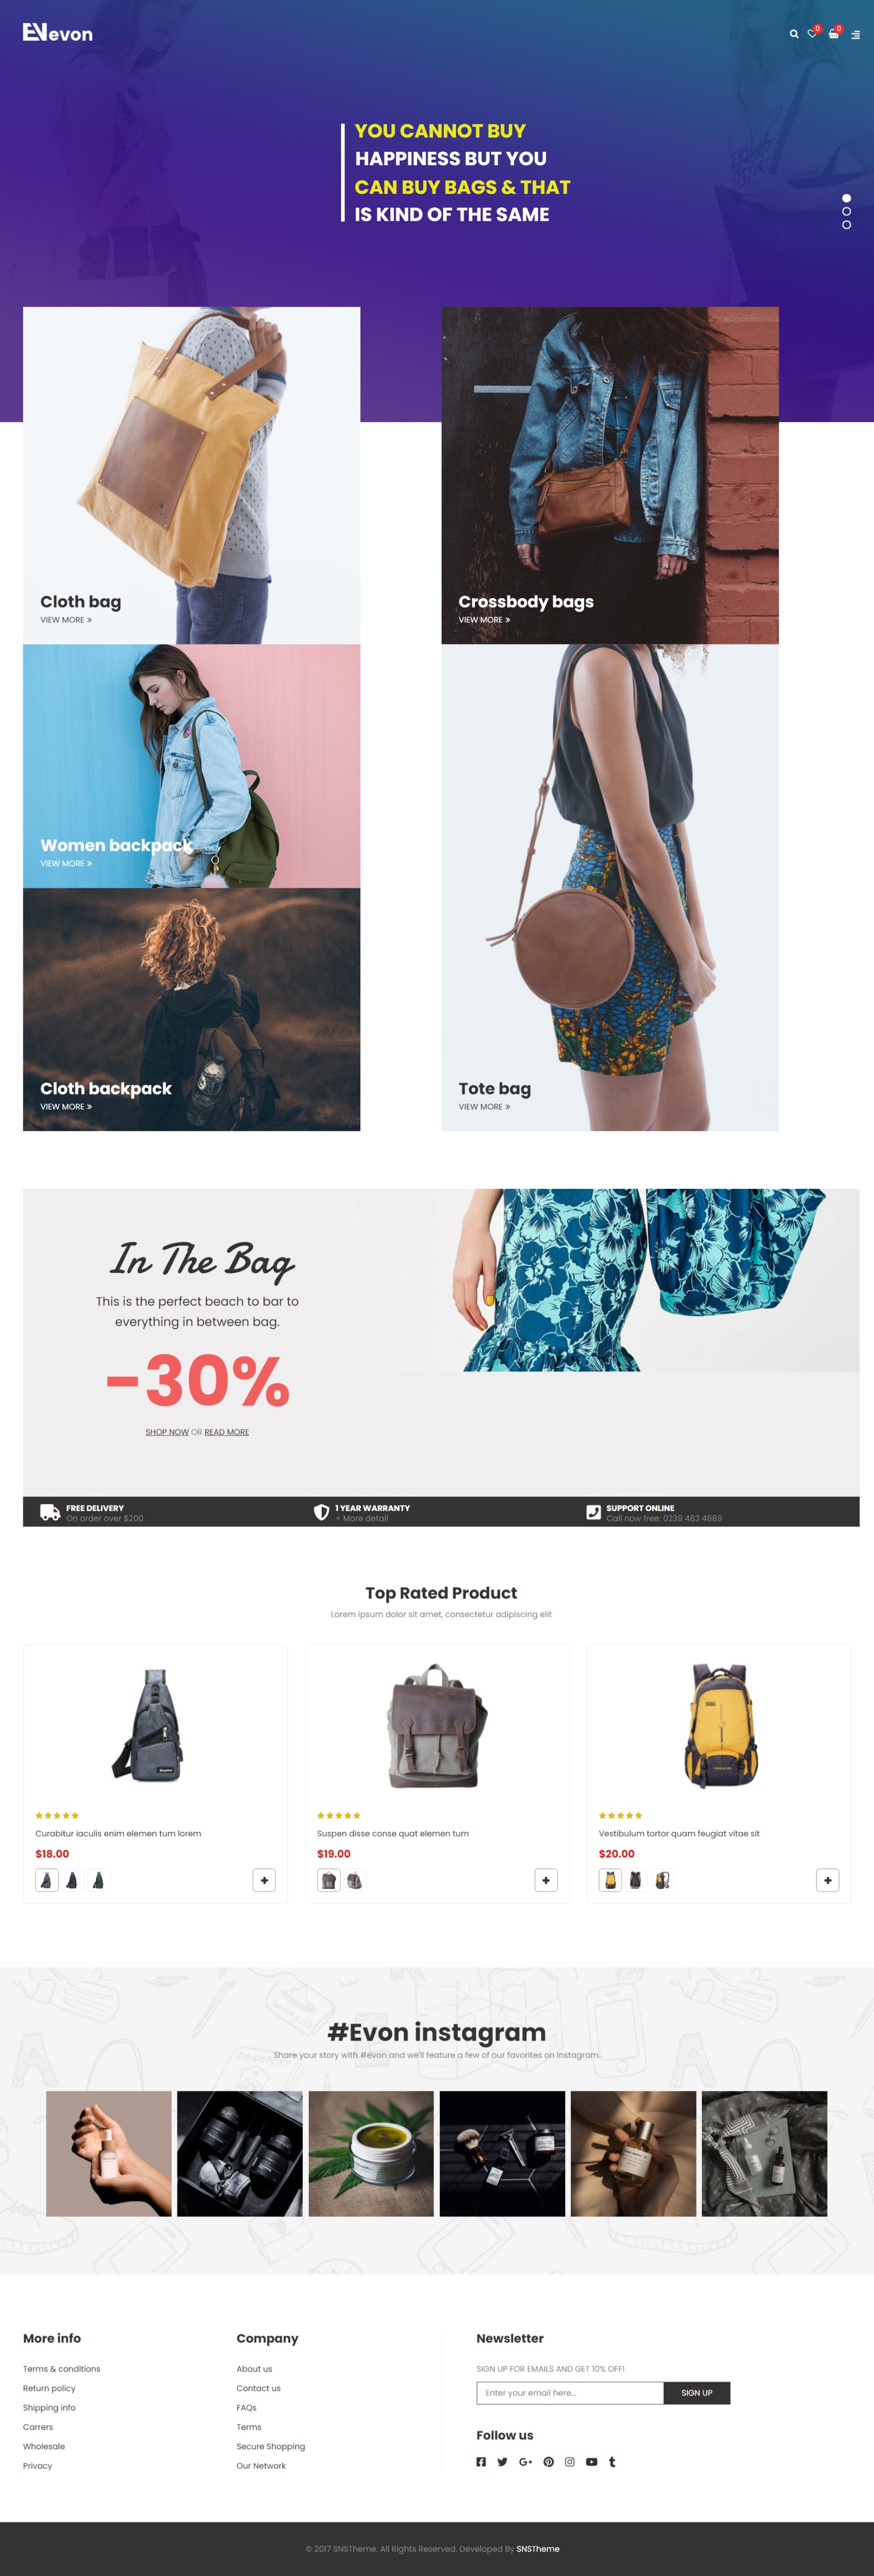 EVevon
0
0
YOU CANNOT BUY
HAPPINESS BUT YOU
CAN BUY BAGS & THAT
IS KIND OF THE SAME
Cloth bag
VIEW MORE »
Crossbody bags
VIEW MORE »
Women backpack
VIEW MORE »
Cloth backpack
VIEW MORE »
Tote bag
VIEW MORE »
In The Bag
This is the perfect beach to bar to
everything in between bag.
-30%
SHOP NOW OR READ MORE
FREE DELIVERY
On order over $200
1 YEAR WARRANTY
+ More detail
SUPPORT ONLINE
Call now free: 0239 483 4889
Top Rated Product
Lorem ipsum dolor sit amet, consectetur adipiscing elit
Curabitur iaculis enim elemen tum lorem
$18.00
+
Suspen disse conse quat elemen tum
$19.00
+
Vestibulum tortor quam feugiat vitae sit
$20.00
+
#Evon instagram
Share your story with #evon and we'll feature a few of our favorites on Instagram.
More info
Terms & conditions
Return policy
Shipping info
Carrers
Wholesale
Privacy
Company
About us
Contact us
FAQs
Terms
Secure Shopping
Our Network
Newsletter
SIGN UP FOR EMAILS AND GET 10% OFF!
Enter your email here...
SIGN UP
Follow us
© 2017 SNSTheme. All Rights Reserved. Developed By SNSTheme